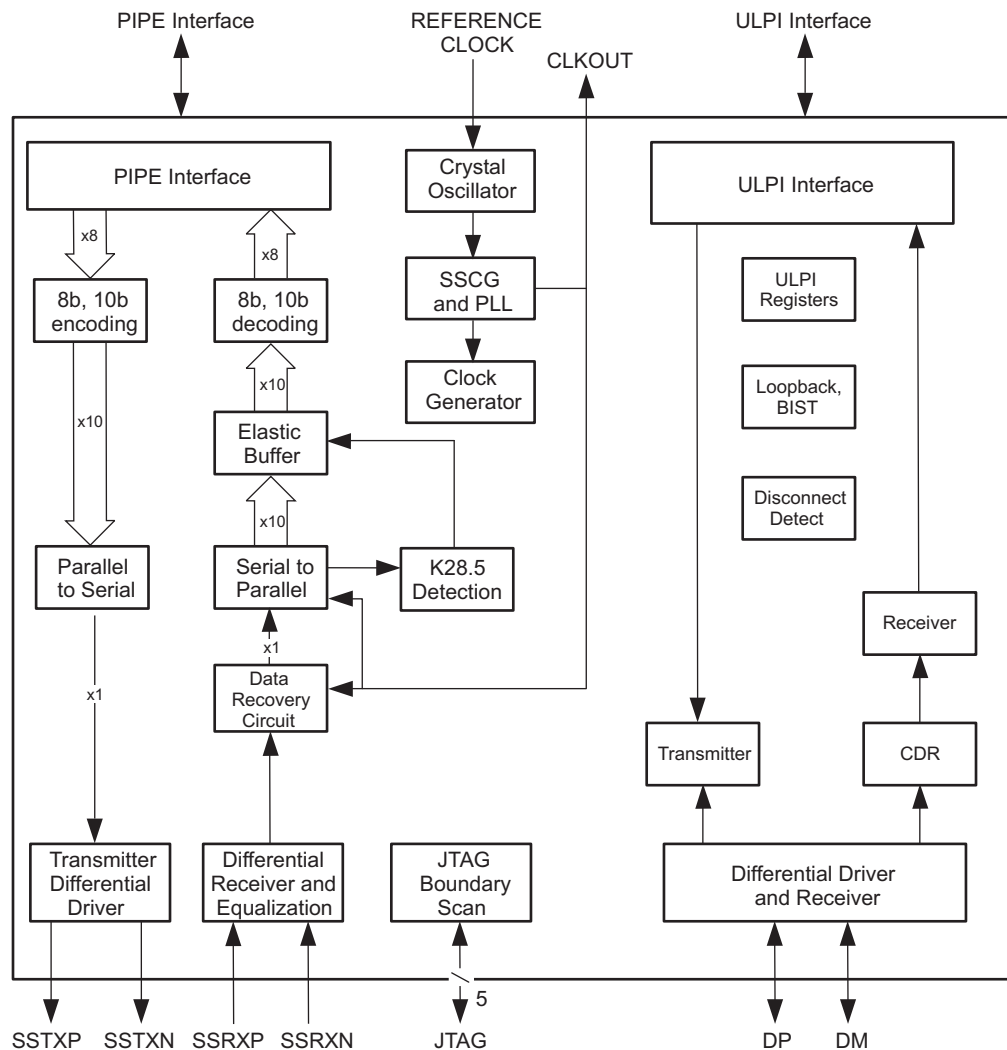 PIPE Interface
REFERENCE
CLOCK
CLKOUT
ULPI Interface
PIPE Interface
Crystal
Oscillator
ULPI Interface
x8
x8
8b, 10b
encoding
8b, 10b
decoding
SSCG
and PLL
ULPI
Registers
x10
x10
Clock
Generator
Loopback,
BIST
Elastic
Buffer
Disconnect
Detect
x10
Parallel
to Serial
Serial to
Parallel
K28.5
Detection
Receiver
x1
x1
Data
Recovery
Circuit
Transmitter
CDR
Transmitter
Differential
Driver
Differential
Receiver and
Equalization
JTAG
Boundary
Scan
Differential Driver
and Receiver
5
SSTXP
SSTXN
SSRXP
SSRXN
JTAG
DP
DM